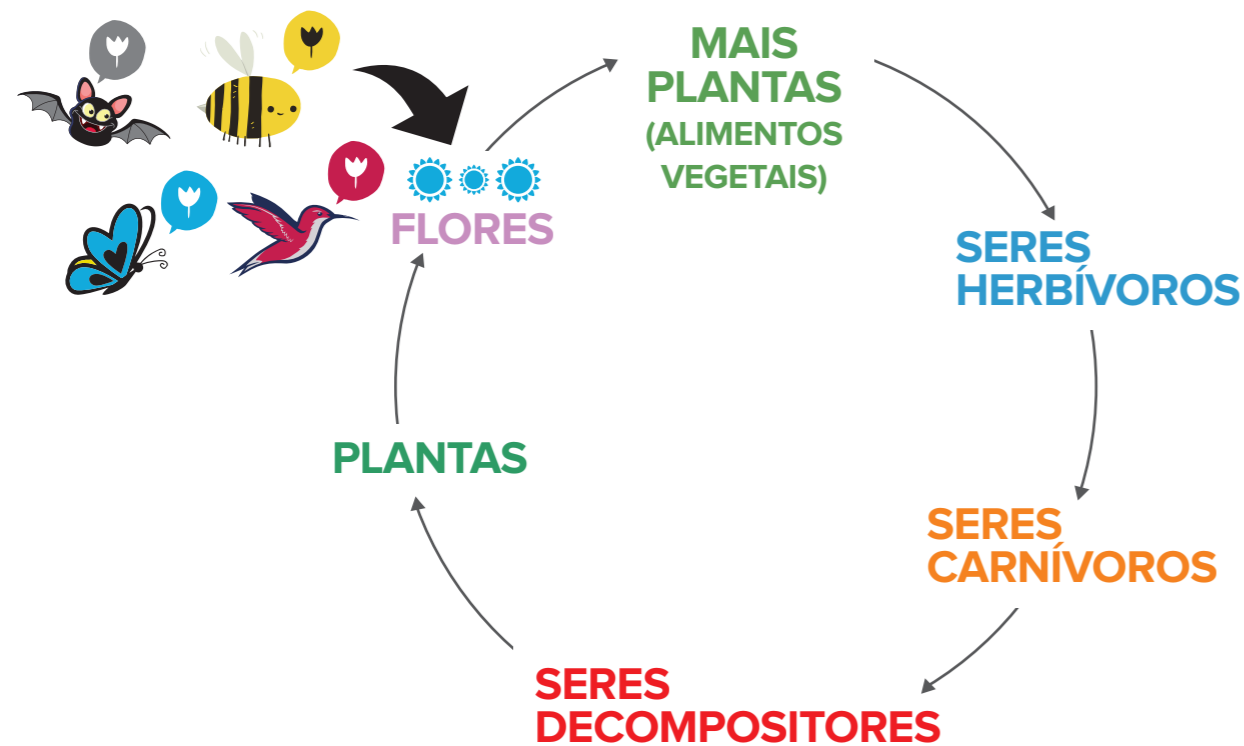 MAIS
PLANTAS
(ALIMENTOS
VEGETAIS)
FLORES
SERES
HERBÍVOROS
PLANTAS
SERES
CARNÍVOROS
SERES
DECOMPOSITORES